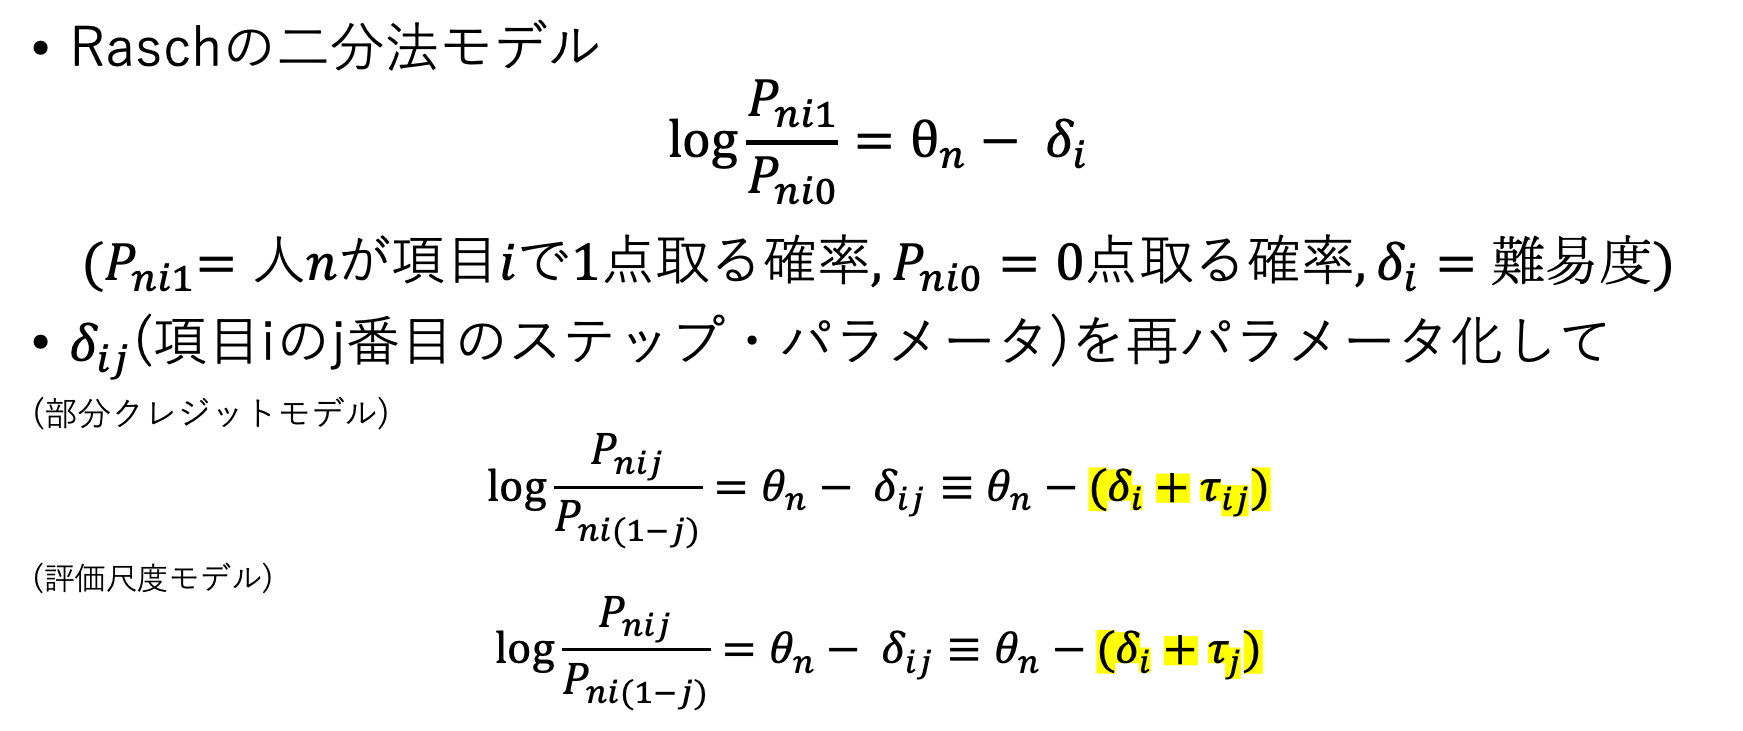 • Raschの二分法モデル
log P_{ni1}/P_{ni0} = θ_n − δ_i
(P_{ni1}= 人nが項目iで1点取る確率, P_{ni0} = 0点取る確率, δ_i = 難易度)
• δ_{ij}(項目iのj番目のステップ・パラメータ)を再パラメータ化して
(部分クレジットモデル)
log P_{nij}/P_{ni(1−j)} = θ_n − δ_{ij} ≡ θ_n − (δ_i + τ_{ij})
(評価尺度モデル)
log P_{nij}/P_{ni(1−j)} = θ_n − δ_{ij} ≡ θ_n − (δ_i + τ_j)